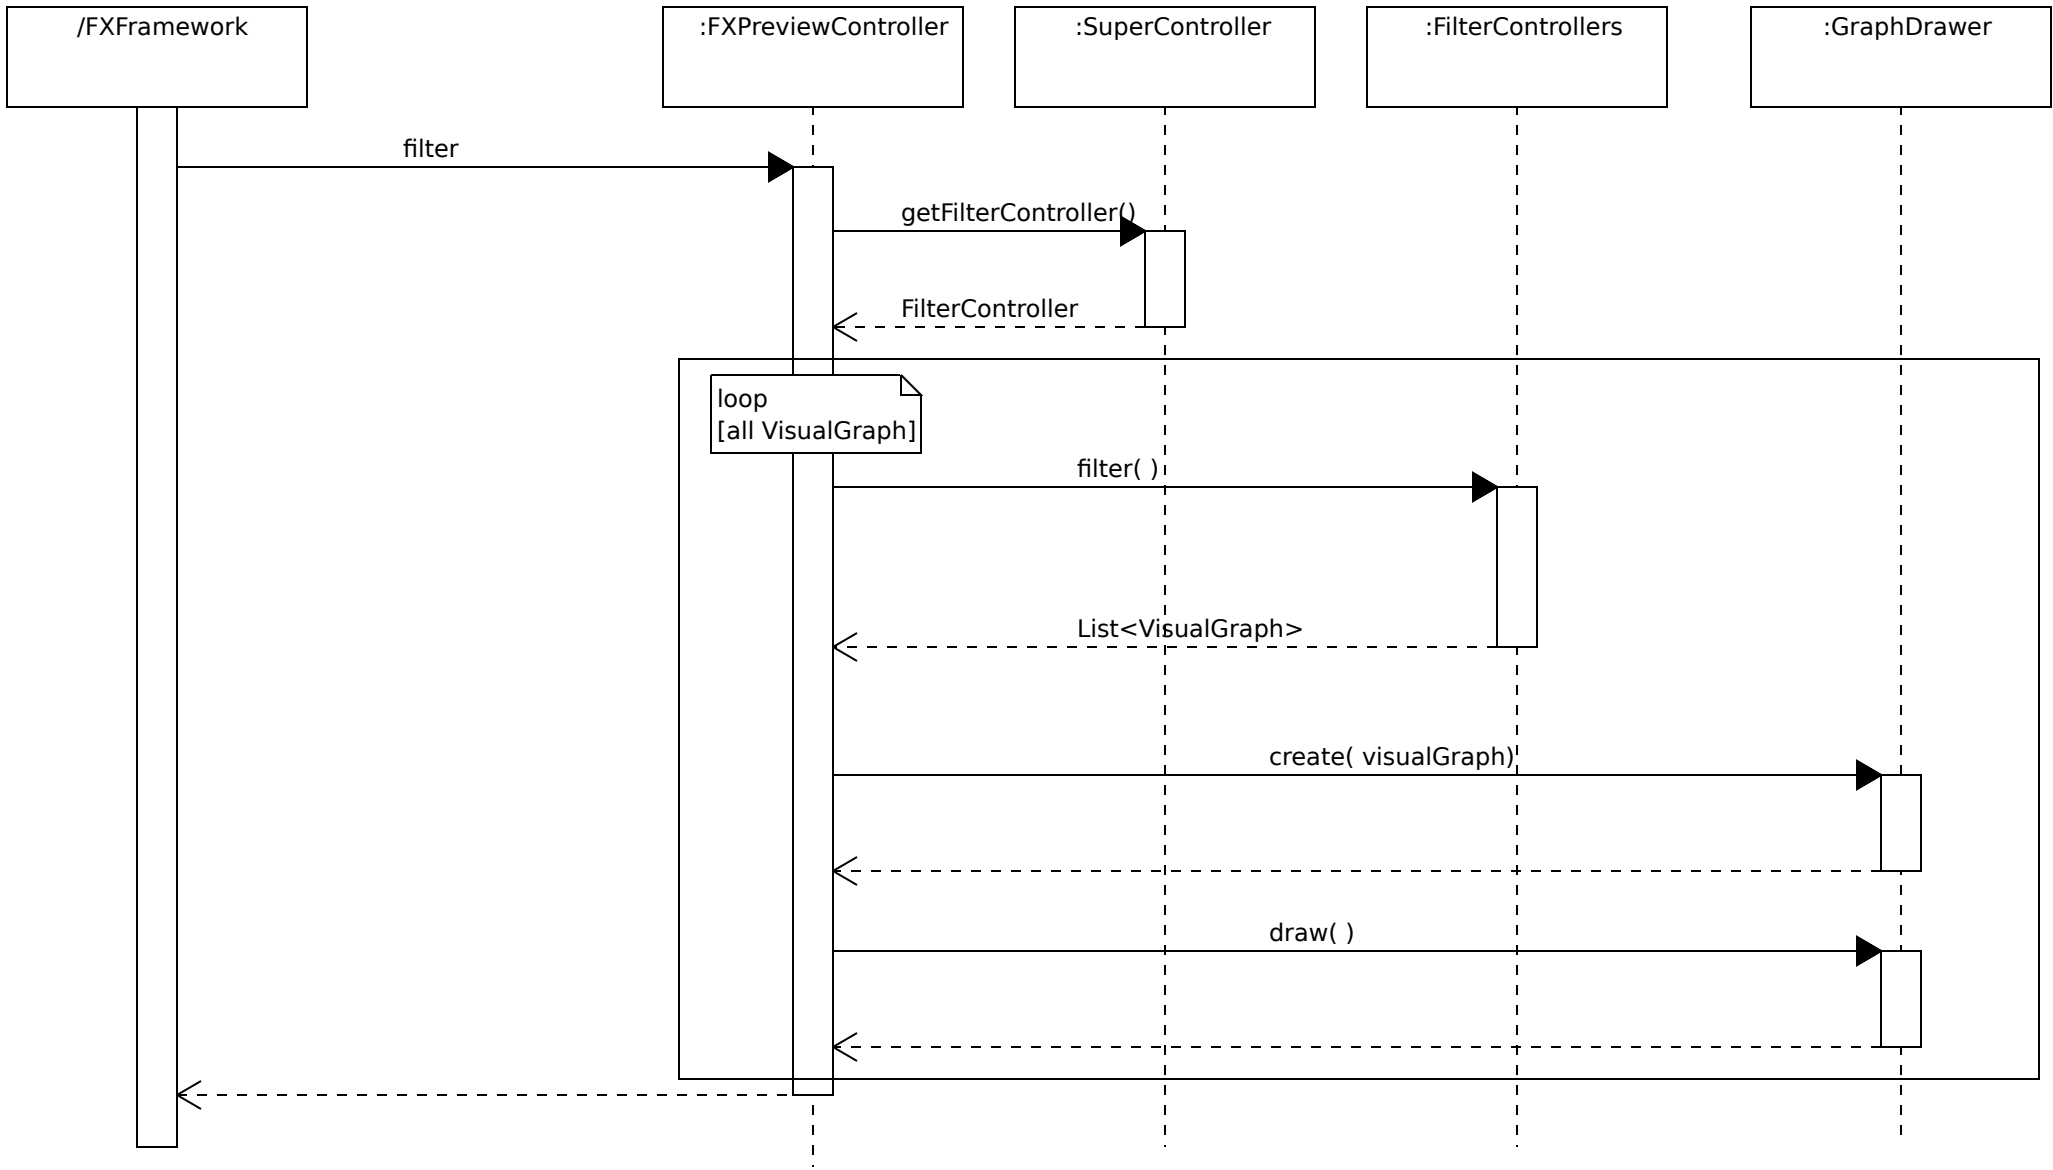 /FXFramework
:FXPreviewController
:SuperController
:FilterControllers
:GraphDrawer
filter
getFilterController()
FilterController
loop
[all VisualGraph]
filter( )
List<VisualGraph>
create( visualGraph)
draw( )